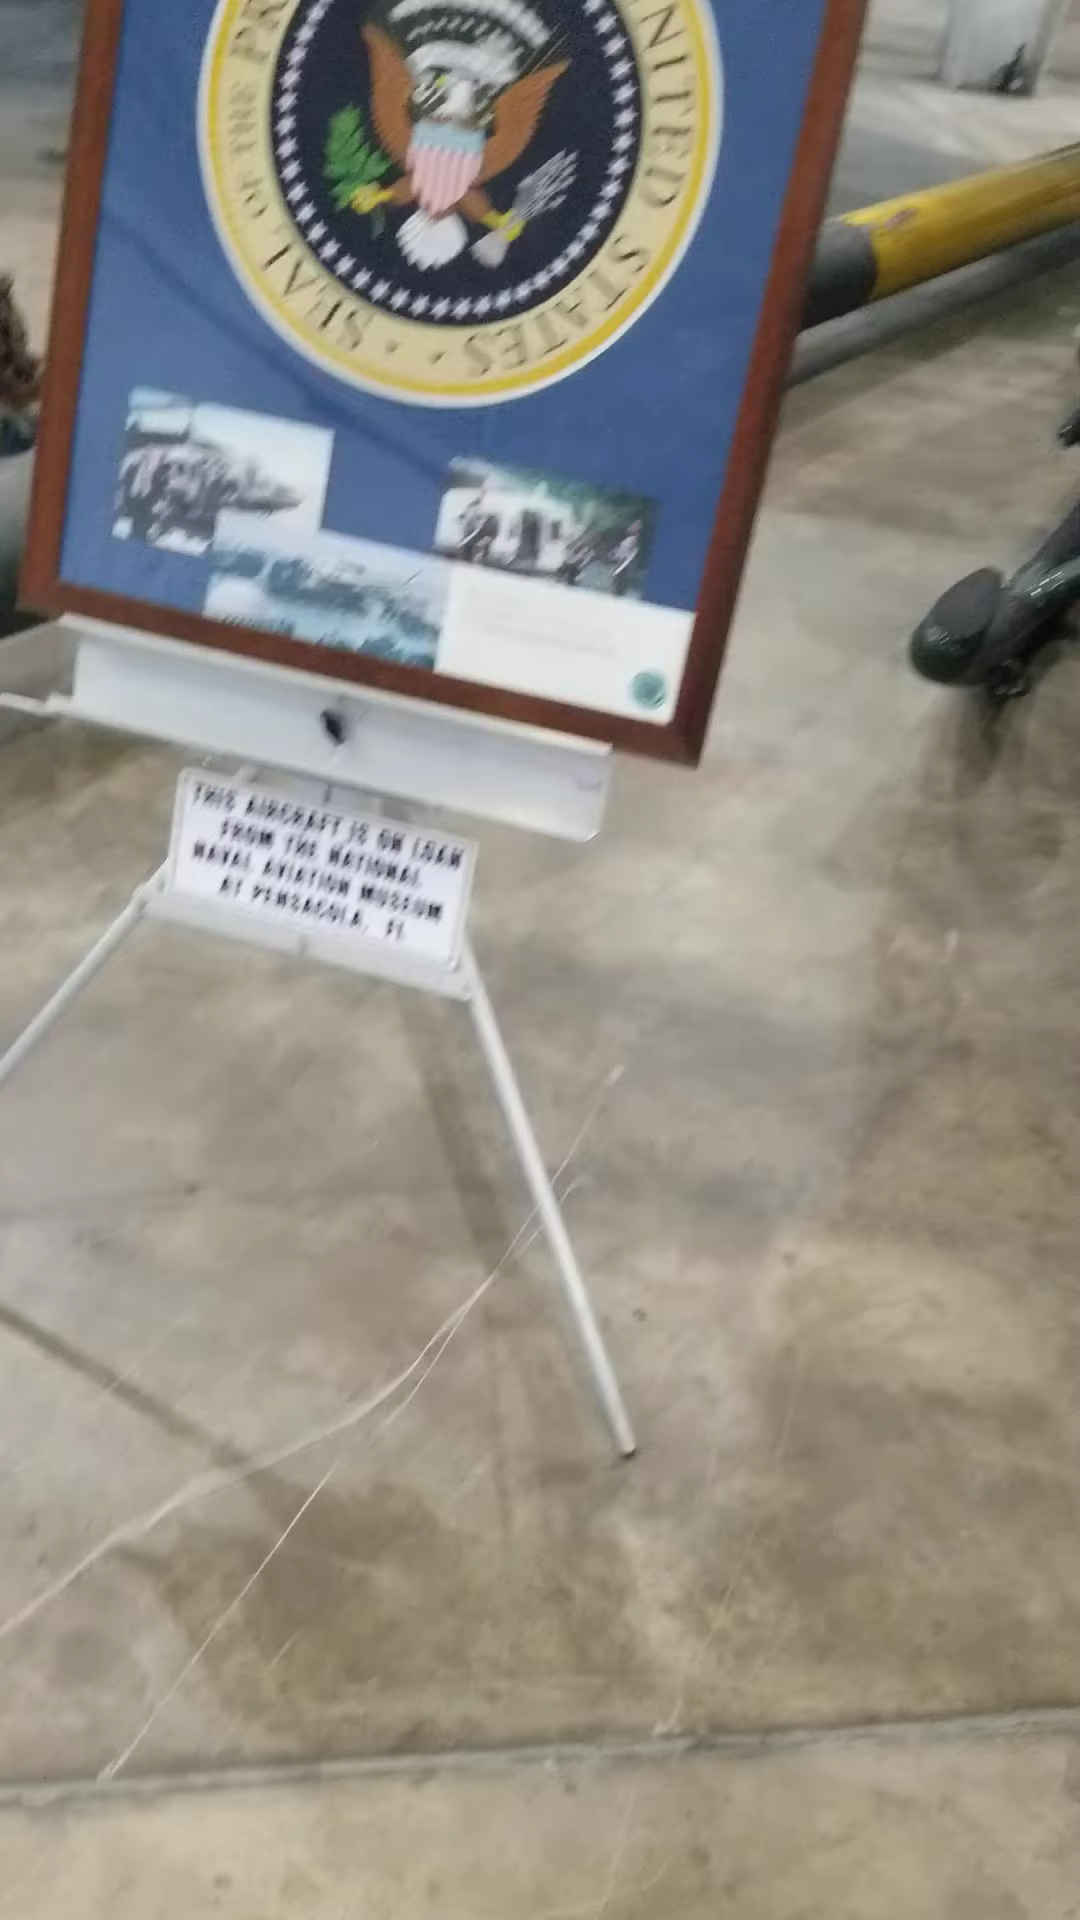 SEAL OF THE PR
NITED STATES
THIS AIRCRAFT IS ON LOAN
FROM THE NATIONAL
NAVAL AVIATION MUSEUM
AT PENSACOLA, FL